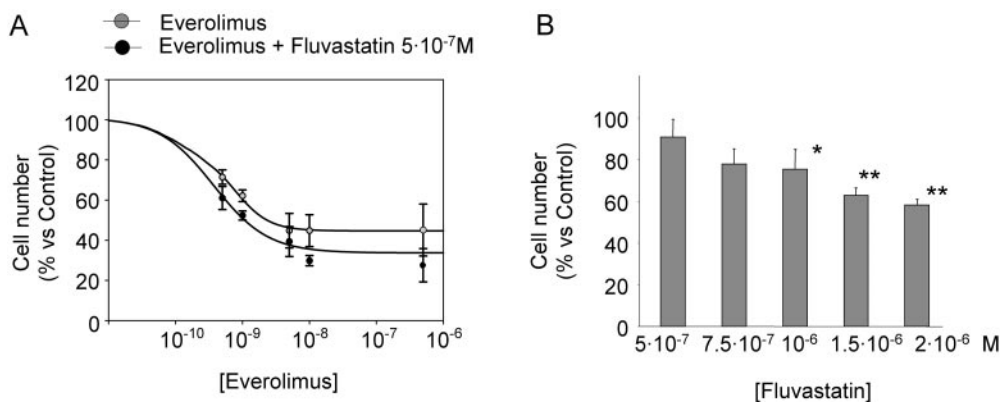 A
Everolimus
Everolimus + Fluvastatin 5·10⁻⁷M
Cell number
(% vs Control)
120
100
80
60
40
20
0
10⁻¹⁰ 10⁻⁹ 10⁻⁸ 10⁻⁷ 10⁻⁶
[Everolimus]
B
Cell number
(% vs Control)
100
80
60
40
20
0
*
**
**
5·10⁻⁷ 7.5·10⁻⁷ 10⁻⁶ 1.5·10⁻⁶ 2·10⁻⁶ M
[Fluvastatin]